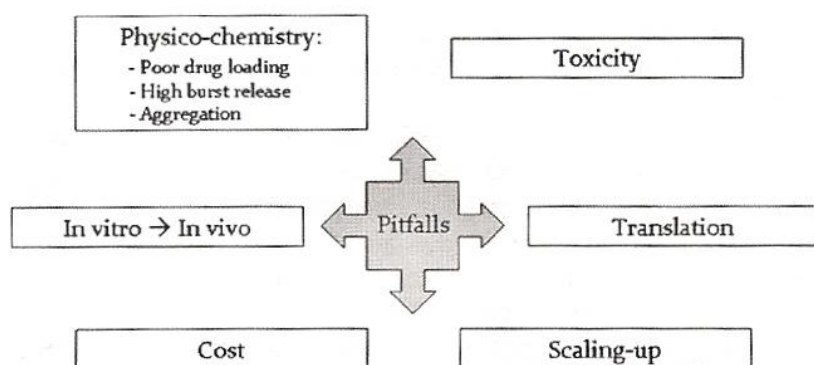 Physico-chemistry:
- Poor drug loading
- High burst release
- Aggregation
Toxicity
In vitro → In vivo
Pitfalls
Translation
Cost
Scaling-up